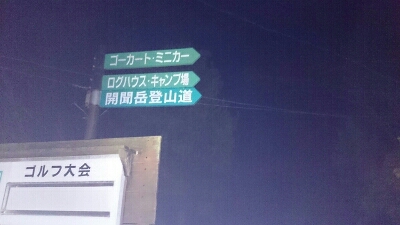 ゴーカート・ミニカー
ログハウス・キャンプ場
開聞岳登山道
ゴルフ大会